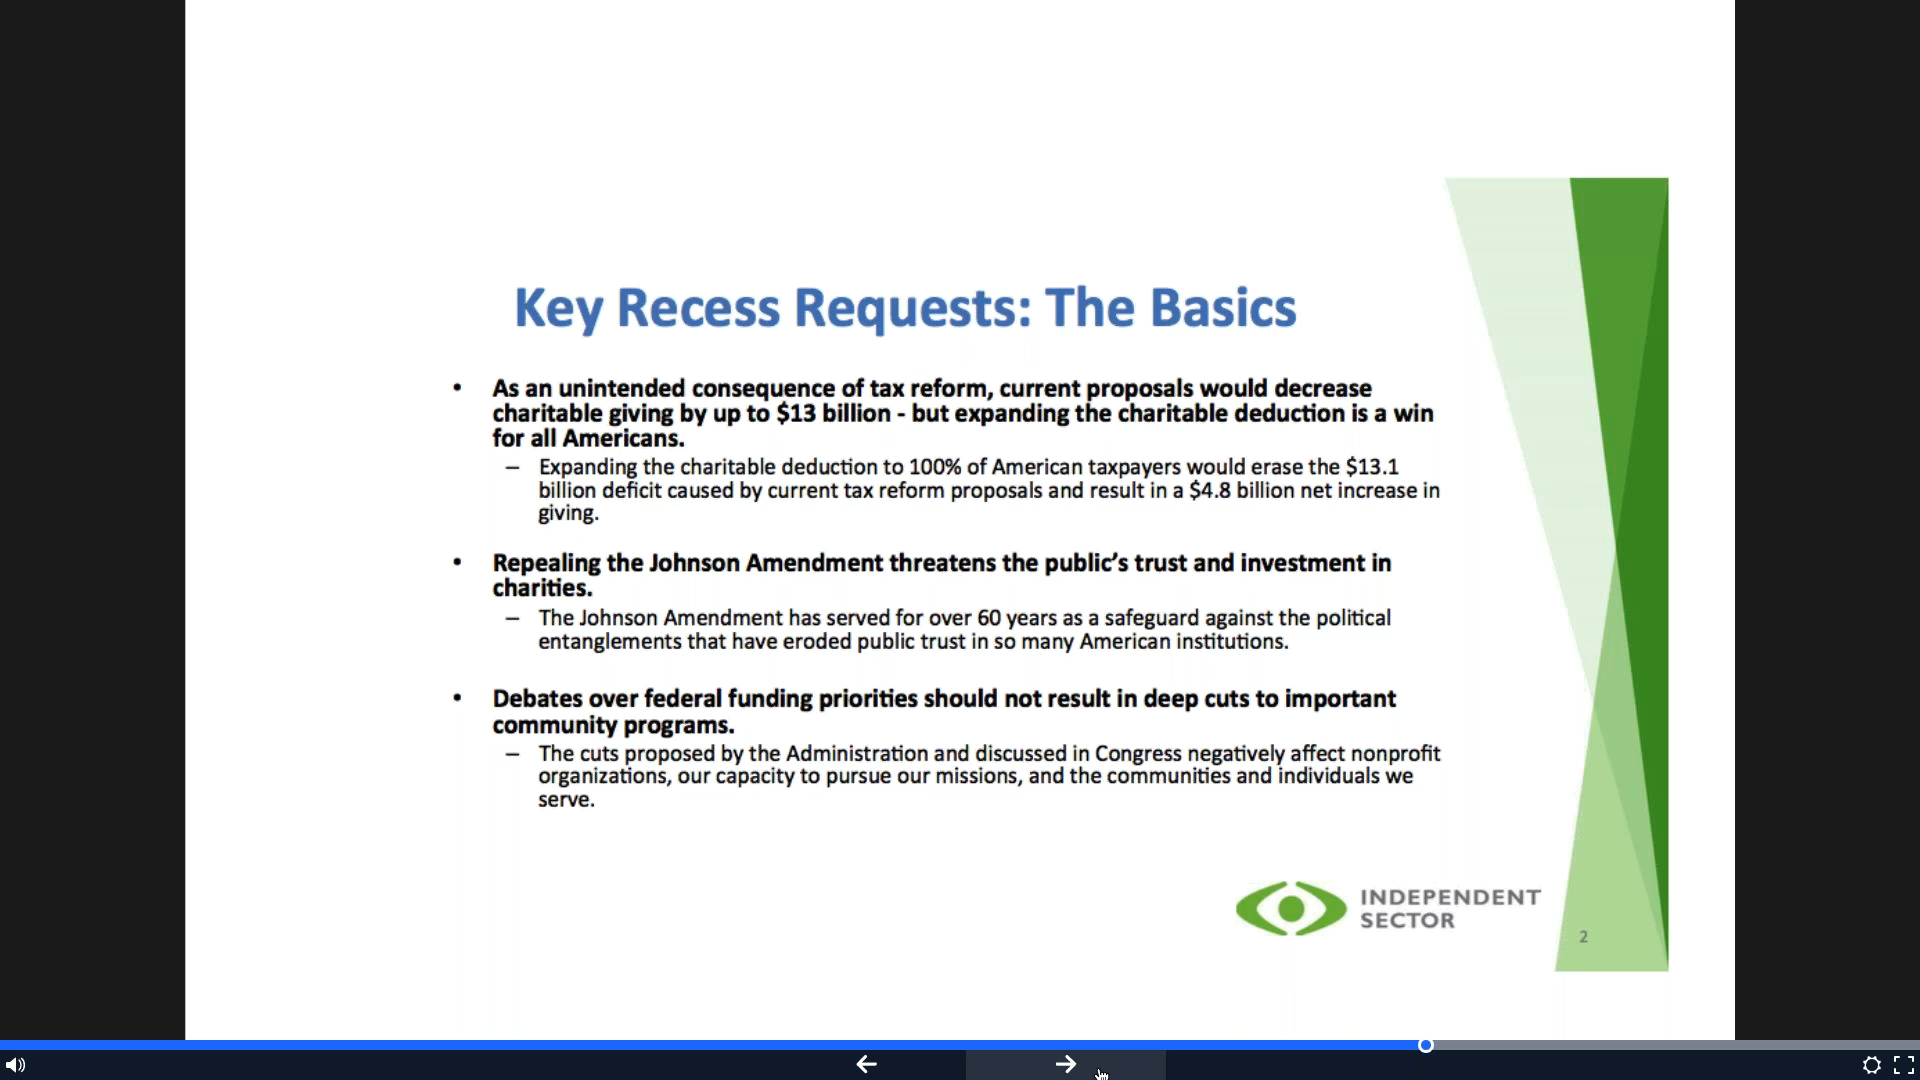 Key Recess Requests: The Basics
• As an unintended consequence of tax reform, current proposals would decrease
charitable giving by up to $13 billion - but expanding the charitable deduction is a win
for all Americans.
– Expanding the charitable deduction to 100% of American taxpayers would erase the $13.1
billion deficit caused by current tax reform proposals and result in a $4.8 billion net increase in
giving.
• Repealing the Johnson Amendment threatens the public’s trust and investment in
charities.
– The Johnson Amendment has served for over 60 years as a safeguard against the political
entanglements that have eroded public trust in so many American institutions.
• Debates over federal funding priorities should not result in deep cuts to important
community programs.
– The cuts proposed by the Administration and discussed in Congress negatively affect nonprofit
organizations, our capacity to pursue our missions, and the communities and individuals we
serve.
INDEPENDENT
SECTOR
2